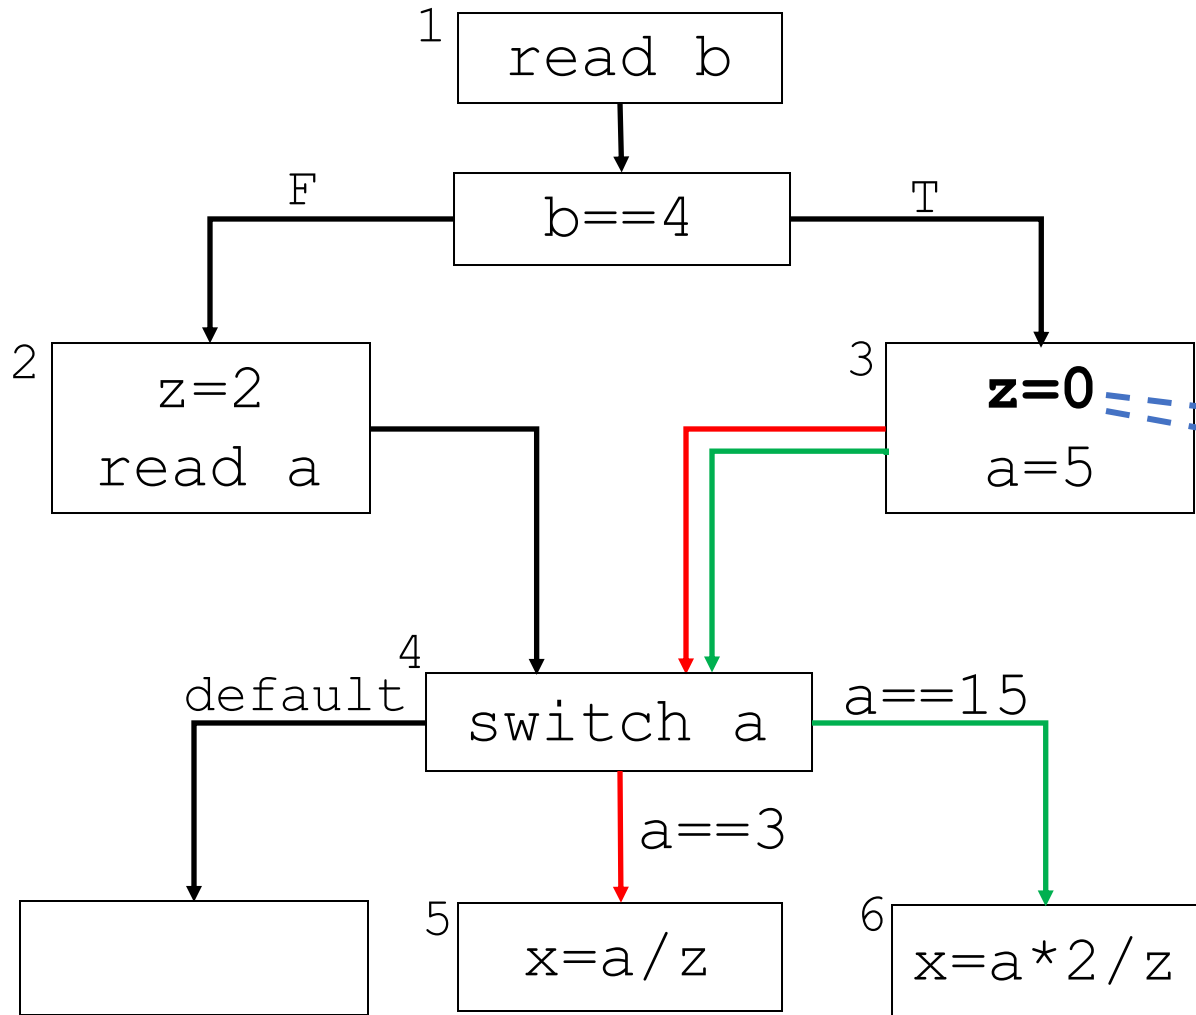 1
read b
F
T
b==4
2
3
z=2
z=0
read a
a=5
4
default
a==15
switch a
a==3
5
6
x=a/z
x=a*2/z